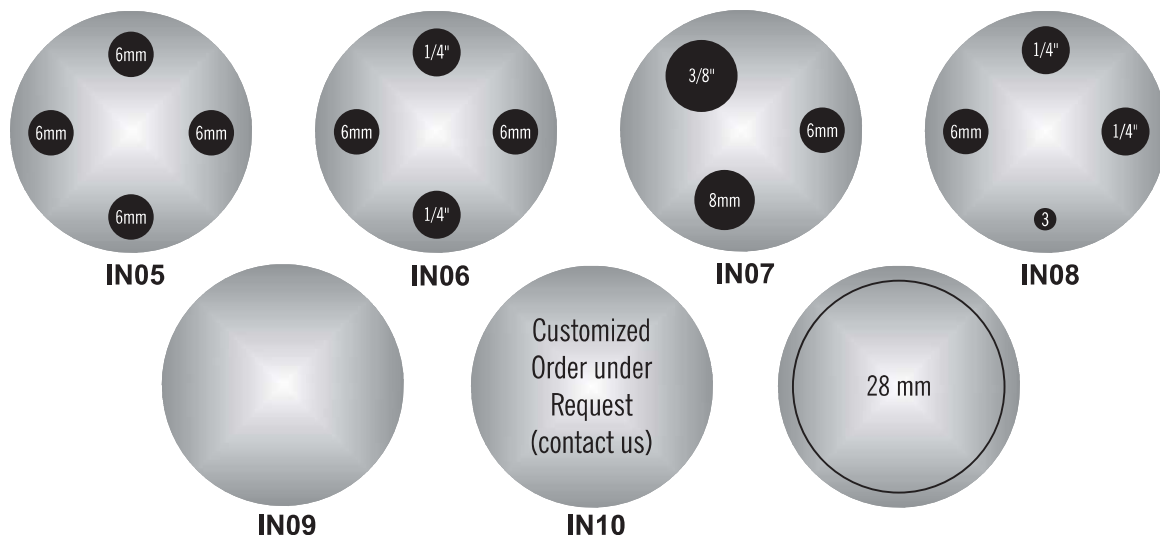 6mm
6mm
6mm
6mm
IN05
1/4"
6mm
6mm
1/4"
IN06
3/8"
6mm
8mm
IN07
1/4"
6mm
1/4"
3
IN08
IN09
Customized
Order under
Request
(contact us)
IN10
28 mm